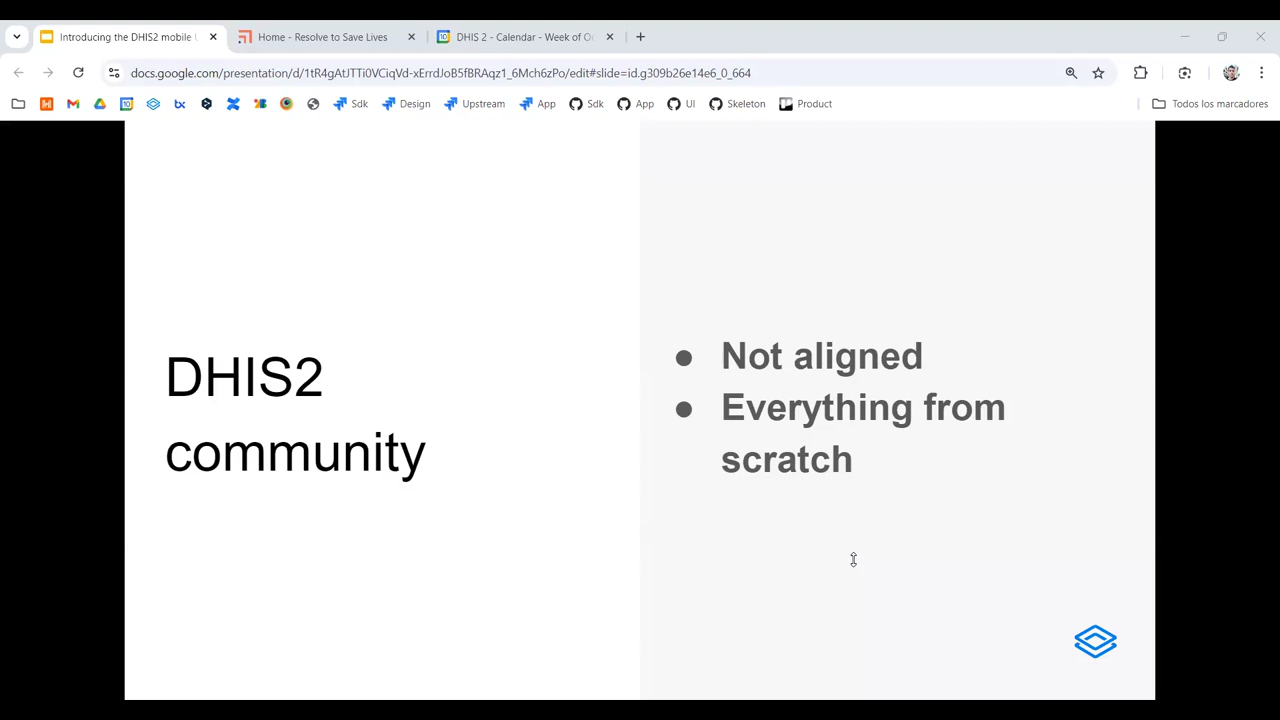 Introducing the DHIS2 mobile
Home - Resolve to Save Lives
DHIS 2 - Calendar - Week of Oc
docs.google.com/presentation/d/1tR4gAtJTTi0VCiqVd-xErrdJoB5fBRAqz1_6Mch6zPo/edit#slide=id.g309b26e14e6_0_664
Sdk
Design
Upstream
App
Sdk
App
UI
Skeleton
Product
Todos los marcadores
DHIS2
community
● Not aligned
● Everything from
scratch